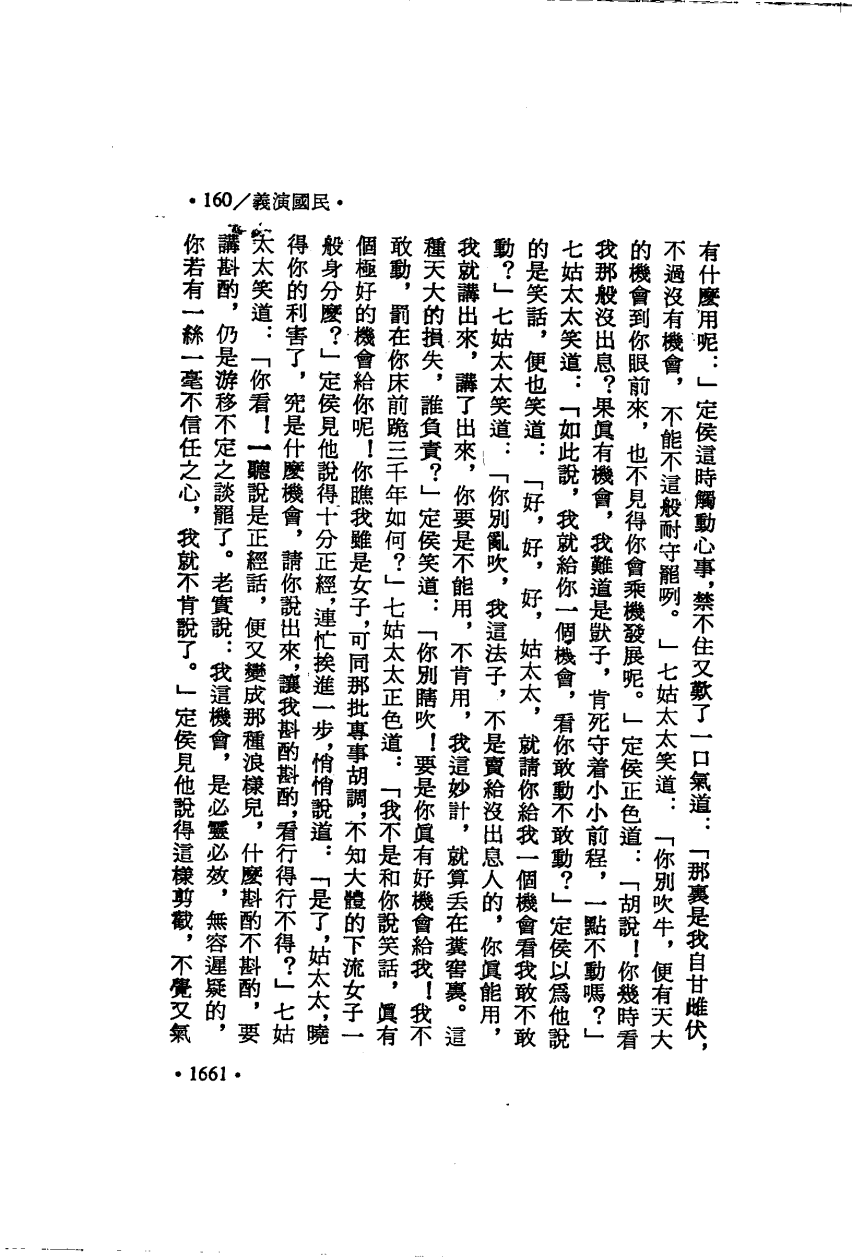 •160/義演國民•
有什麼用呢：」定侯這時觸動心事，禁不住又歎了一口氣道：「那裏是我自甘雌伏，
不過沒有機會，不能不這般耐守罷咧。」七姑太太笑道：「你別吹牛，便有天大
的機會到你眼前來，也不見得你會乘機發展呢。」定侯正色道：「胡說！你幾時看
我那般沒出息？果眞有機會，我難道是獃子，肯死守着小小前程，一點不動嗎？」
七姑太太笑道：「如此說，我就給你一個機會，看你敢動不敢動？」定侯以爲他說
的是笑話，便也笑道：「好，好，好，姑太太，就請你給我一個機會看我敢不敢
動？」七姑太太笑道：「你別亂吹，我這法子，不是賣給沒出息人的，你眞能用，
我就講出來，講了出來，你要是不能用，不肯用，我這妙計，就算丢在糞窖裏。這
種天大的損失，誰負責？」定侯笑道：「你別瞎吹！要是你眞有好機會給我！我不
敢動，罰在你床前跪三千年如何？」七姑太太正色道：「我不是和你說笑話，眞有
個極好的機會給你呢！你瞧我雖是女子，可同那批專事胡調，不知大體的下流女子一
般身分麼？」定侯見他說得十分正經，連忙挨進一步，悄悄說道：「是了，姑太太，曉
得你的利害了，究是什麼機會，請你說出來，讓我斟酌斟酌，看行得行不得？」七姑
太太笑道：「你看！一聽說是正經話，便又變成那種浪樣兒，什麼斟酌不斟酌，要
講斟酌，仍是游移不定之談罷了。老實說：我這機會，是必靈必效，無容遲疑的，
你若有一絲一毫不信任之心，我就不肯說了。」定侯見他說得這樣剪截，不覺又氣
•1661•